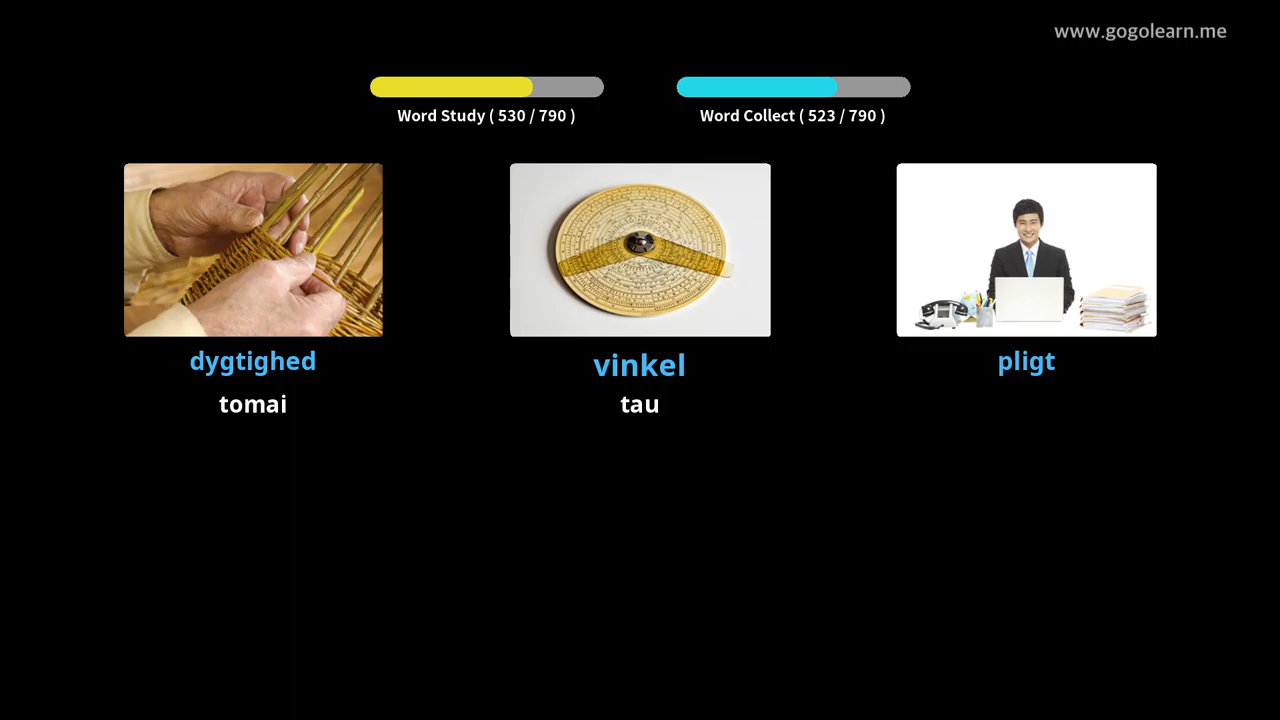 www.gogolearn.me
Word Study ( 530 / 790 )
Word Collect ( 523 / 790 )
dygtighed
vinkel
pligt
tomai
tau